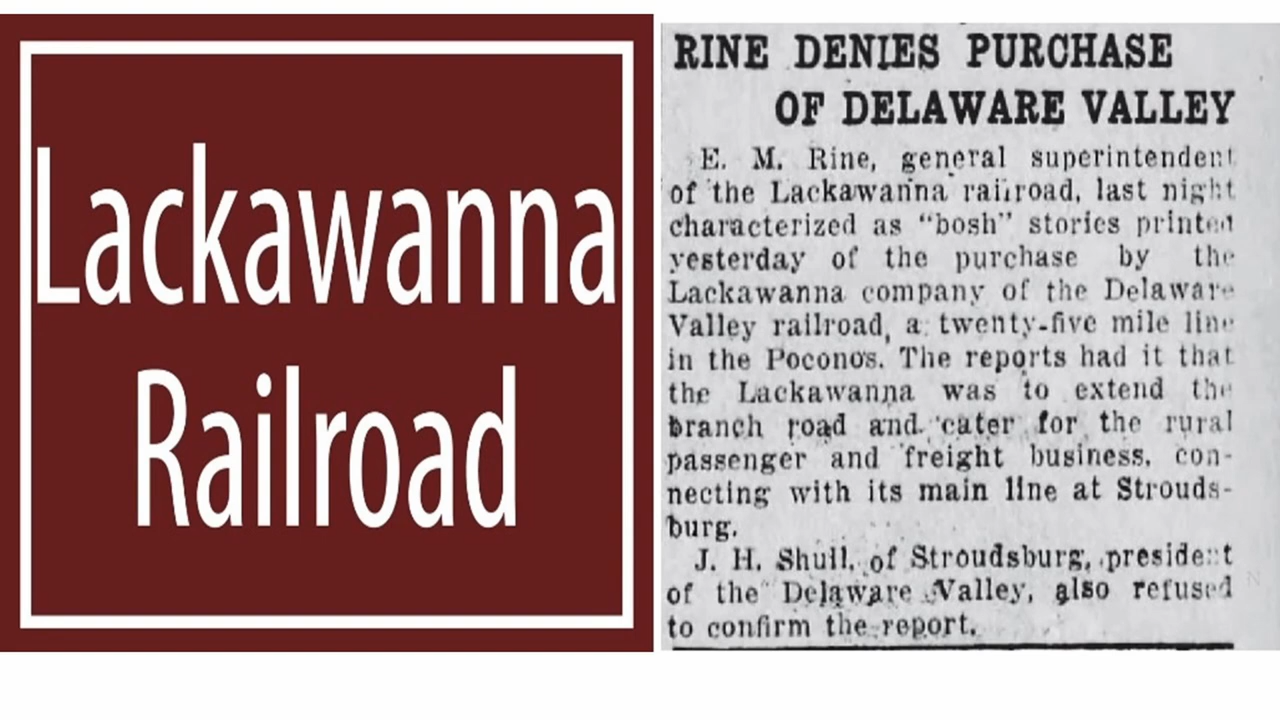 Lackawanna
Railroad
RINE DENIES PURCHASE
OF DELAWARE VALLEY
E. M. Rine, general superintendent
of the Lackawanna railroad, last night
characterized as “bosh” stories printed
yesterday of the purchase by the
Lackawanna company of the Delaware
Valley railroad, a twenty-five mile line
in the Poconos. The reports had it that
the Lackawanna was to extend the
branch road and cater for the rural
passenger and freight business, con-
necting with its main line at Strouds-
burg.
J. H. Shull, of Stroudsburg, president
of the Delaware Valley, also refused
to confirm the report.